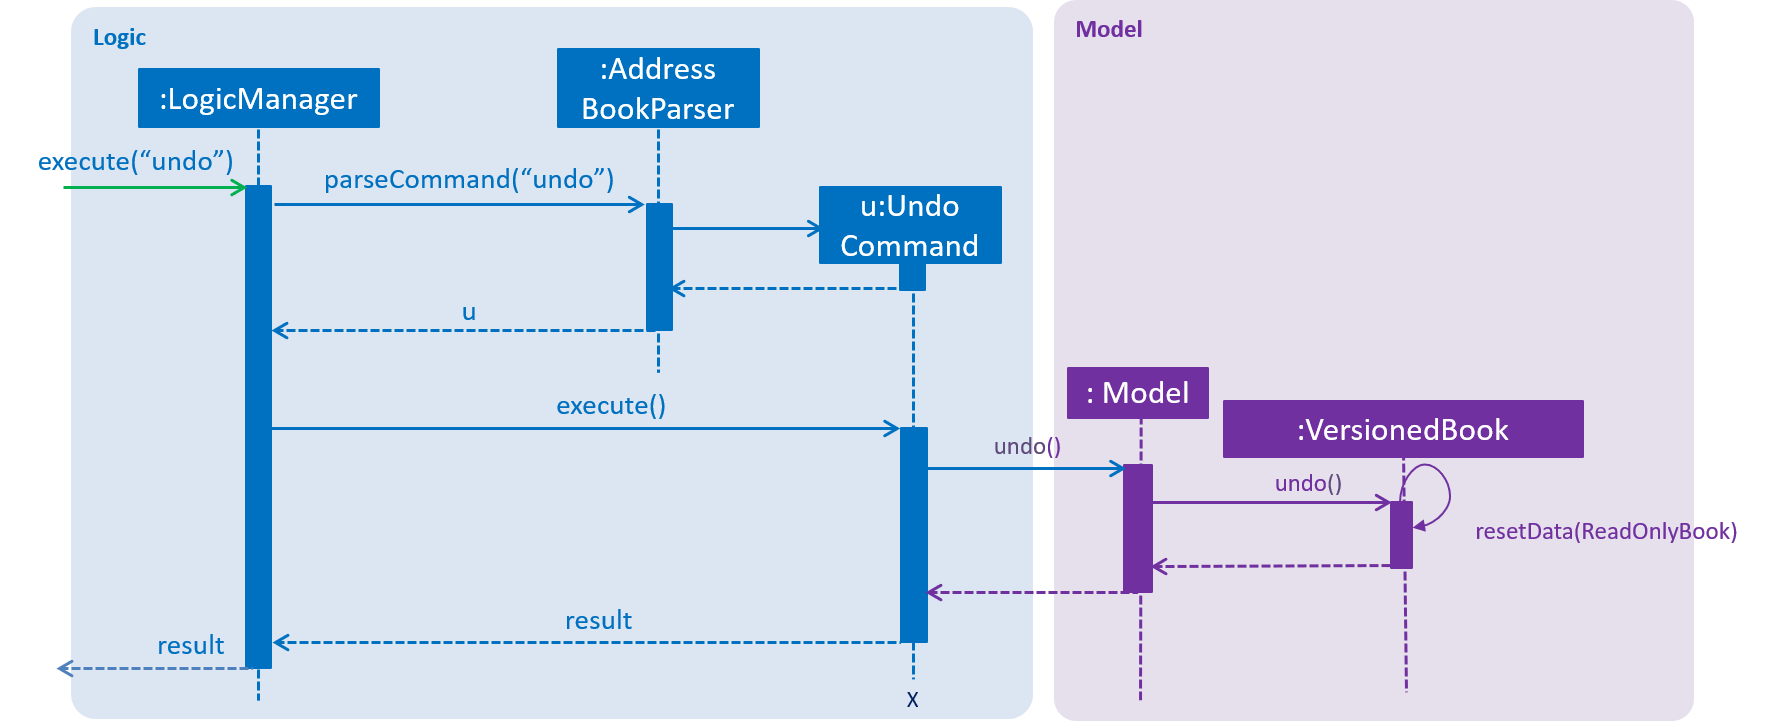 Logic
Model
:LogicManager
:Address
BookParser
execute(“undo”)
parseCommand(“undo”)
u:Undo
Command
u
execute()
: Model
:VersionedBook
undo()
undo()
resetData(ReadOnlyBook)
result
result
X